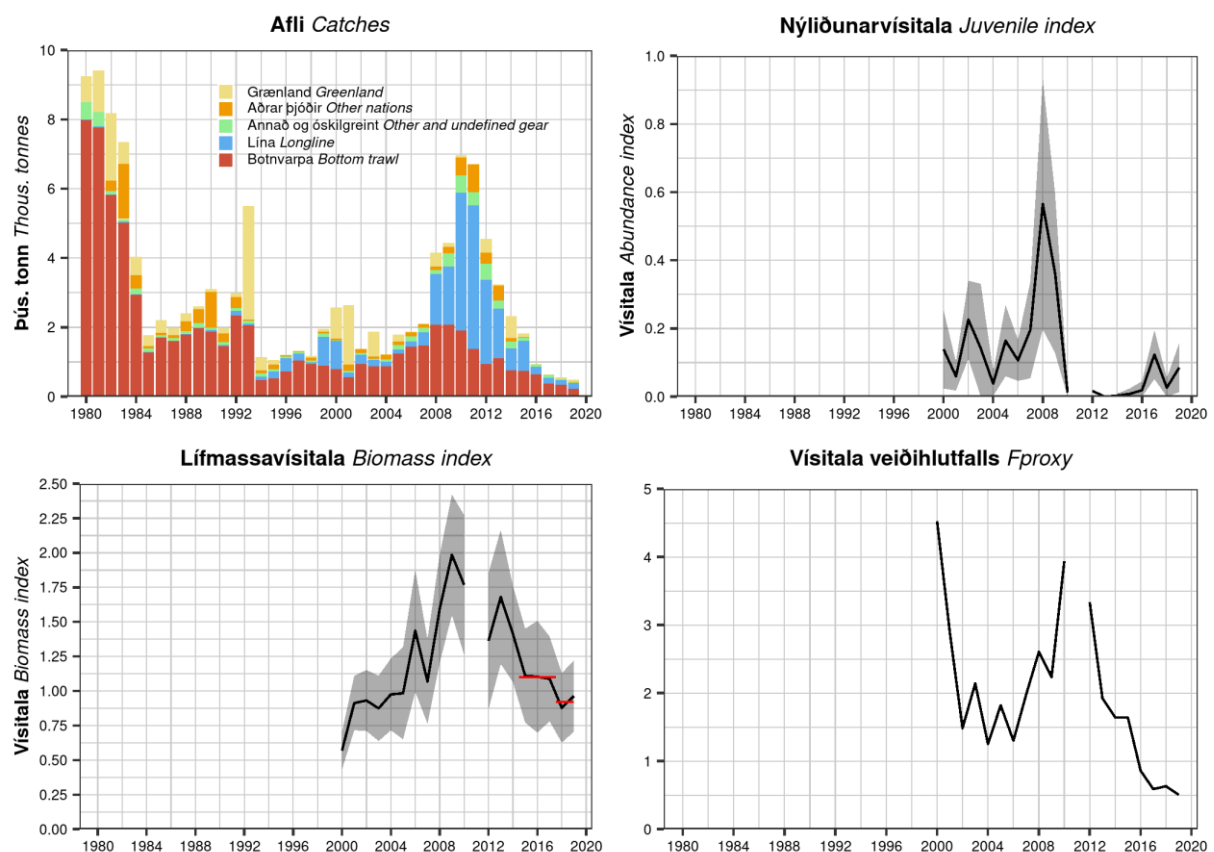 Afli Catches
Þús. tonn Thous. tonnes
10
8
6
4
2
0
Grænland Greenland
Aðrar þjóðir Other nations
Annað og óskilgreint Other and undefined gear
Lína Longline
Botnvarpa Bottom trawl
1980 1984 1988 1992 1996 2000 2004 2008 2012 2016 2020
Nýliðunarvísitala Juvenile index
Vísitala Abundance index
1.0
0.8
0.6
0.4
0.2
0.0
1980 1984 1988 1992 1996 2000 2004 2008 2012 2016 2020
Lífmassavísitala Biomass index
Vísitala Biomass index
2.50
2.25
2.00
1.75
1.50
1.25
1.00
0.75
0.50
0.25
0.00
1980 1984 1988 1992 1996 2000 2004 2008 2012 2016 2020
Vísitala veiðihlutfalls Fproxy
5
4
3
2
1
0
1980 1984 1988 1992 1996 2000 2004 2008 2012 2016 2020